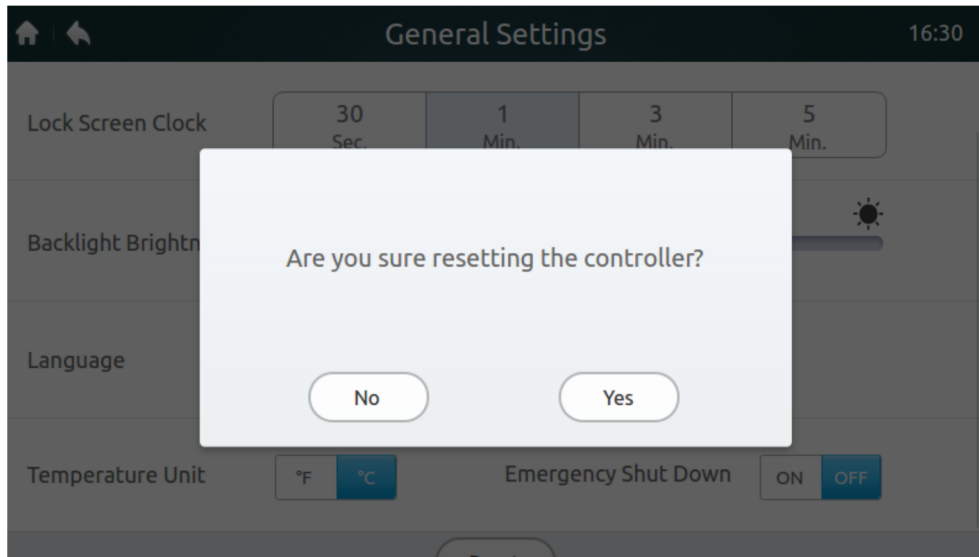 General Settings
16:30
Lock Screen Clock
30
Sec.
1
Min.
3
Min.
5
Min.
Backlight
Are you sure resetting the controller?
Language
No
Yes
Temperature Unit
°F
°C
Emergency Shut Down
ON
OFF